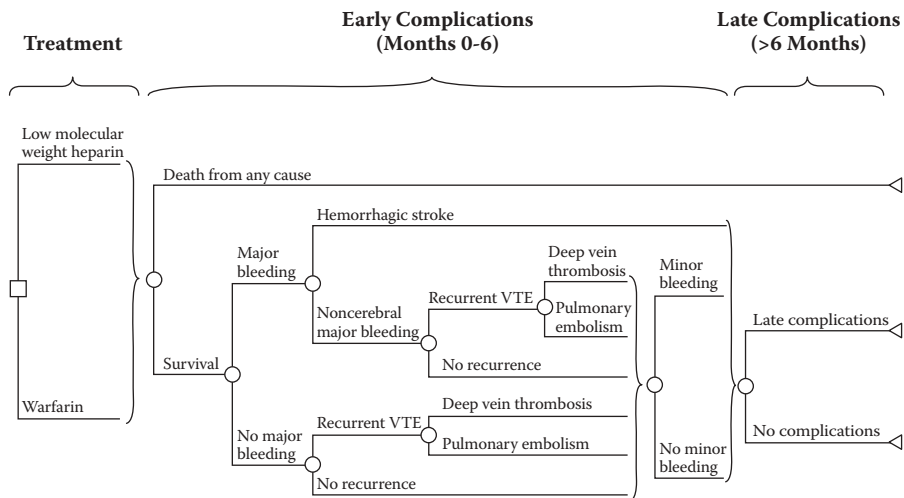 Treatment
Early Complications
(Months 0-6)
Late Complications
(>6 Months)
Low molecular
weight heparin
Warfarin
Death from any cause
Survival
Major
bleeding
No major
bleeding
Hemorrhagic stroke
Noncerebral
major bleeding
Recurrent VTE
Deep vein
thrombosis
Pulmonary
embolism
No recurrence
Recurrent VTE
Deep vein thrombosis
Pulmonary embolism
No recurrence
Minor
bleeding
No minor
bleeding
Late complications
No complications